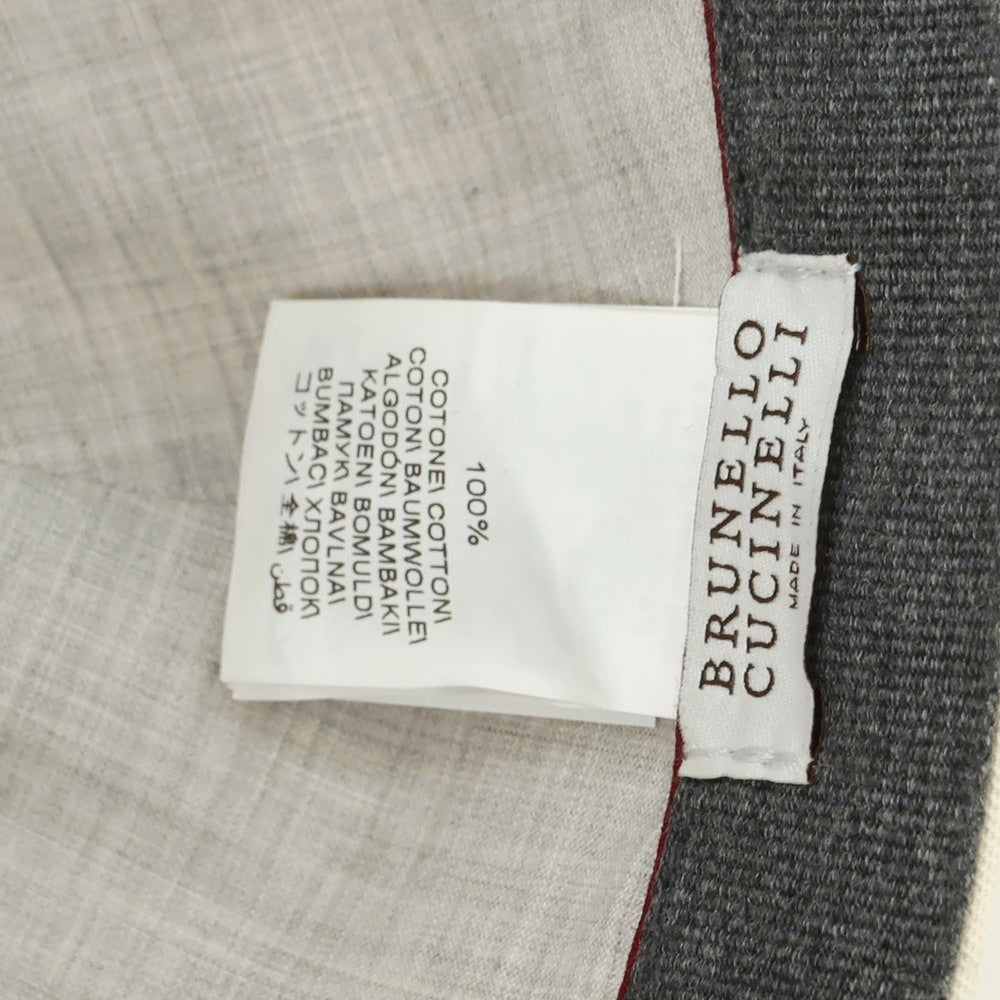 BRUNELLO
CUCINELLI
MADE IN ITALY
100%
COTONE\ COTTON\
COTON\ BAUMWOLLE\
ALGODÓN\ BAMBAKI\
KATOEN\ BOMULD\
ПАМУК\ BAVLNA\
BUMBAC\ ХЛОПОК\
コットン\ 全棉\ قطن